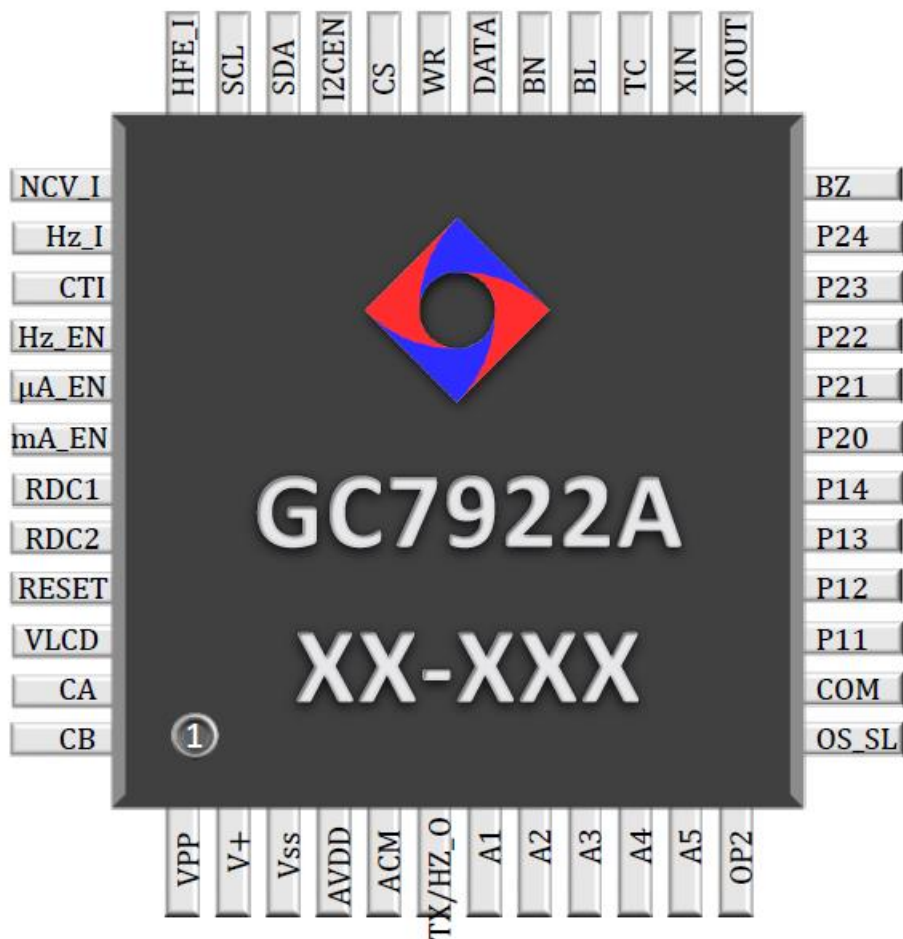 HFE_I
SCL
SDA
I2CEN
CS
WR
DATA
BN
BL
TC
XIN
XOUT
NCV_I
Hz_I
CTI
Hz_EN
μA_EN
mA_EN
RDC1
RDC2
RESET
VLCD
CA
CB
GC7922A
XX-XXX
1
BZ
P24
P23
P22
P21
P20
P14
P13
P12
P11
COM
OS_SL
VPP
V+
Vss
AVDD
ACM
TX/HZ_O
A1
A2
A3
A4
A5
OP2